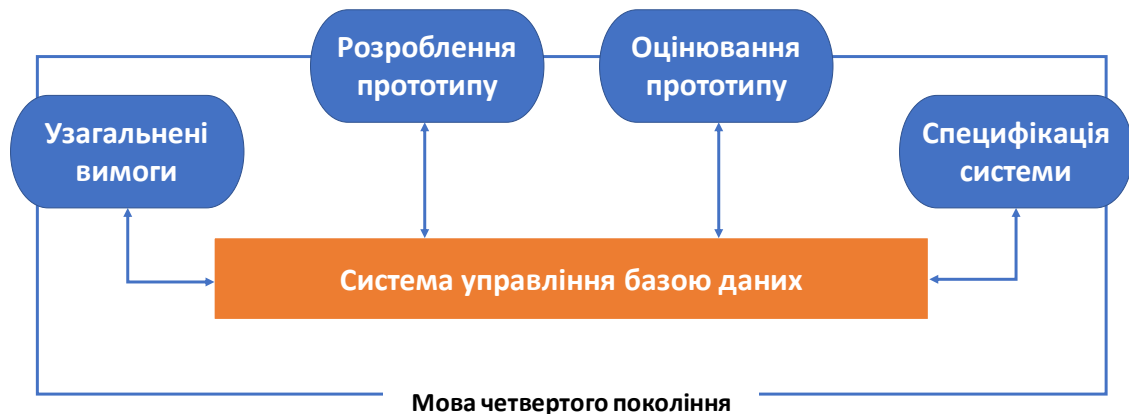 Розроблення
прототипу
Оцінювання
прототипу
Узагальнені
вимоги
Специфікація
системи
Система управління базою даних
Мова четвертого покоління